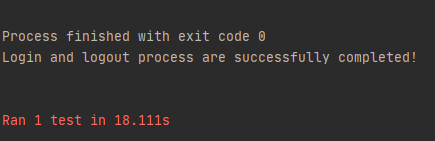 Process finished with exit code 0
Login and logout process are successfully completed!
Ran 1 test in 18.111s